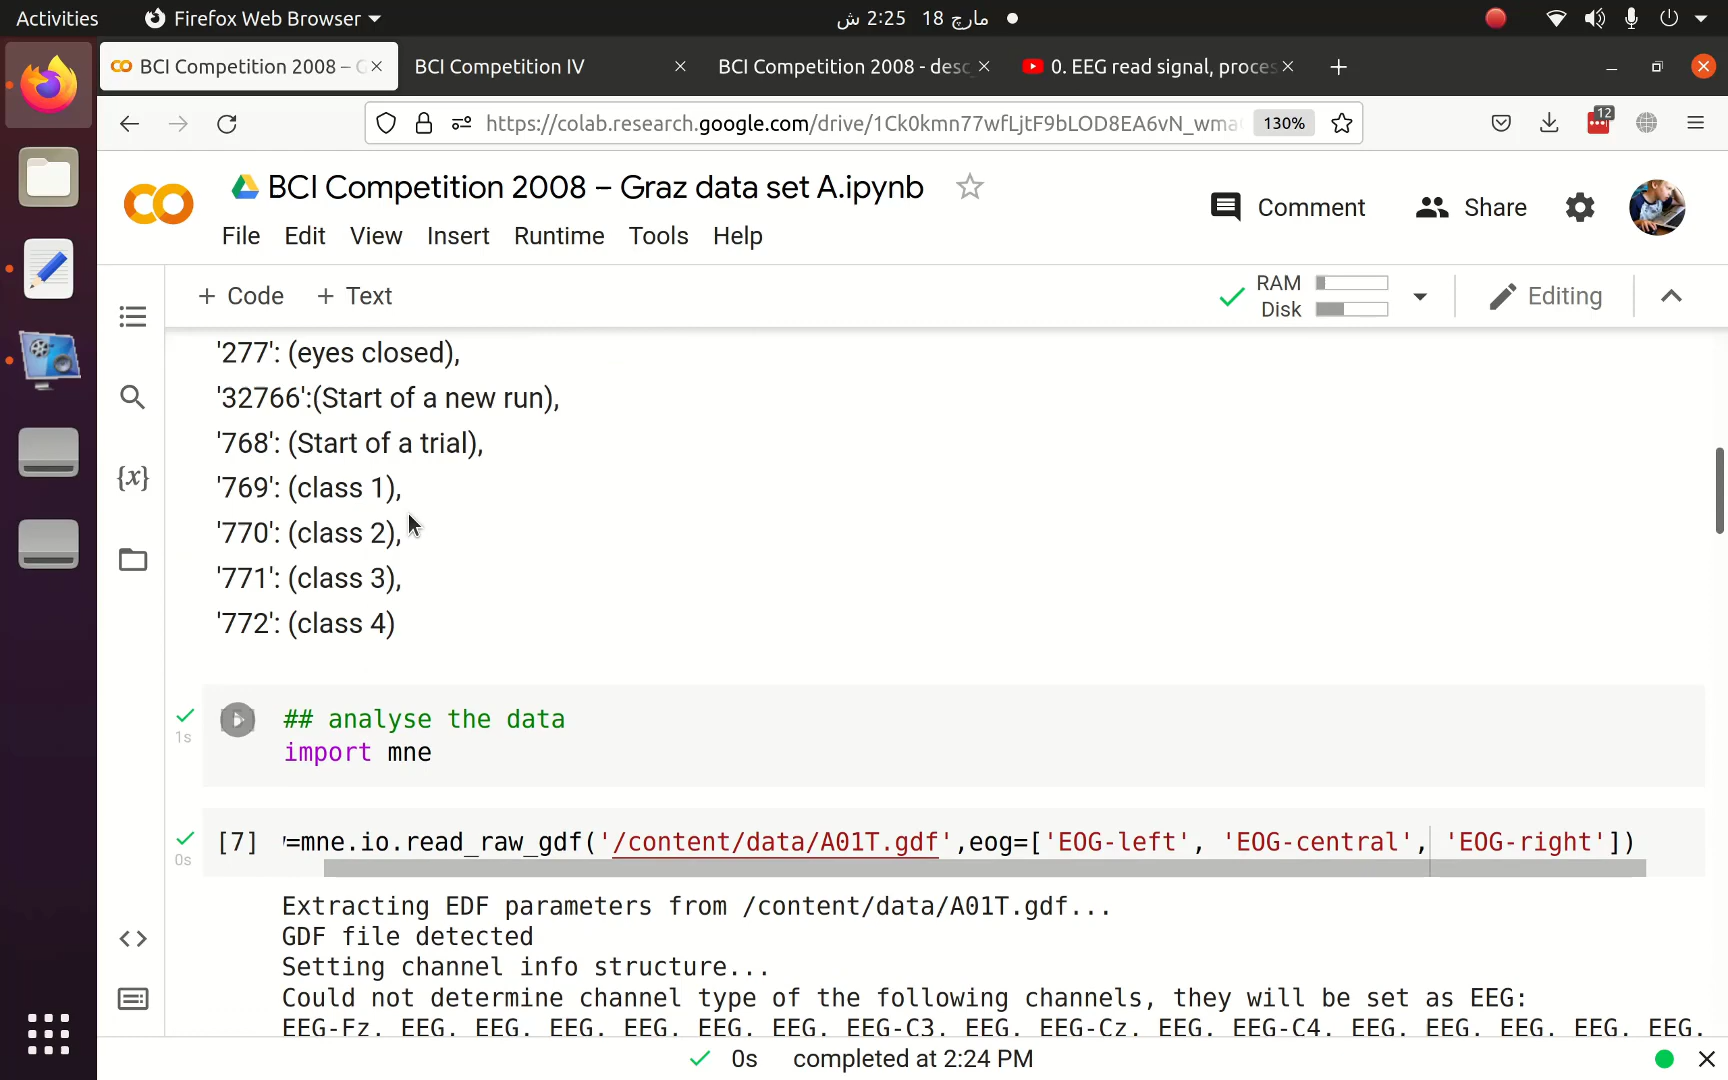 Activities Firefox Web Browser 2:25 ش 18 مارچ
BCI Competition 2008 – BCI Competition IV BCI Competition 2008 - desc 0. EEG read signal, proces
https://colab.research.google.com/drive/1Ck0kmn77wfLjtF9bLOD8EA6vN_wma 130% 12
BCI Competition 2008 – Graz data set A.ipynb
Comment Share
File Edit View Insert Runtime Tools Help
+ Code + Text RAM Disk Editing
'277': (eyes closed),
'32766':(Start of a new run),
'768': (Start of a trial),
'769': (class 1),
'770': (class 2),
'771': (class 3),
'772': (class 4)
{x}
## analyse the data
1s
import mne
[7] =mne.io.read_raw_gdf('/content/data/A01T.gdf',eog=['EOG-left', 'EOG-central', 'EOG-right'])
0s
Extracting EDF parameters from /content/data/A01T.gdf...
GDF file detected
Setting channel info structure...
Could not determine channel type of the following channels, they will be set as EEG:
EEG-Fz, EEG, EEG, EEG, EEG, EEG, EEG, EEG-C3, EEG, EEG-Cz, EEG, EEG-C4, EEG, EEG, EEG, EEG, EEG,
0s completed at 2:24 PM